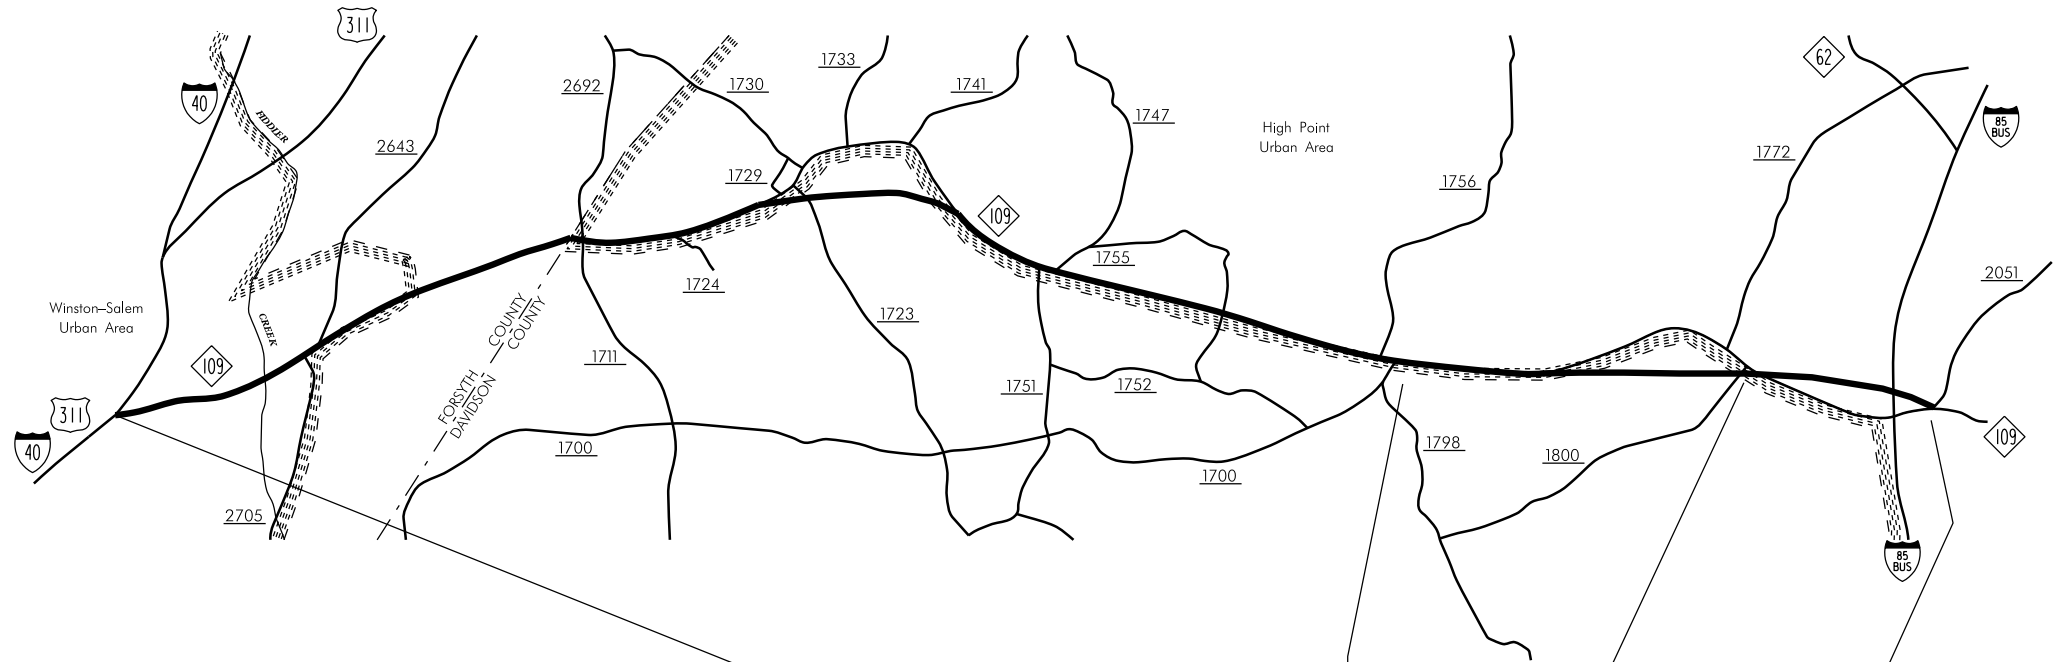 311
62
1733
2692
1730
1741
40
85
BUS
FIDDLER
1747
High Point
Urban Area
2643
1772
1729
1756
109
1755
2051
1724
Winston–Salem
Urban Area
CREEK
COUNTY
COUNTY
1723
109
1711
1751
1752
FORSYTH
DAVIDSON
311
40
1700
1700
1798
1800
109
2705
85
BUS